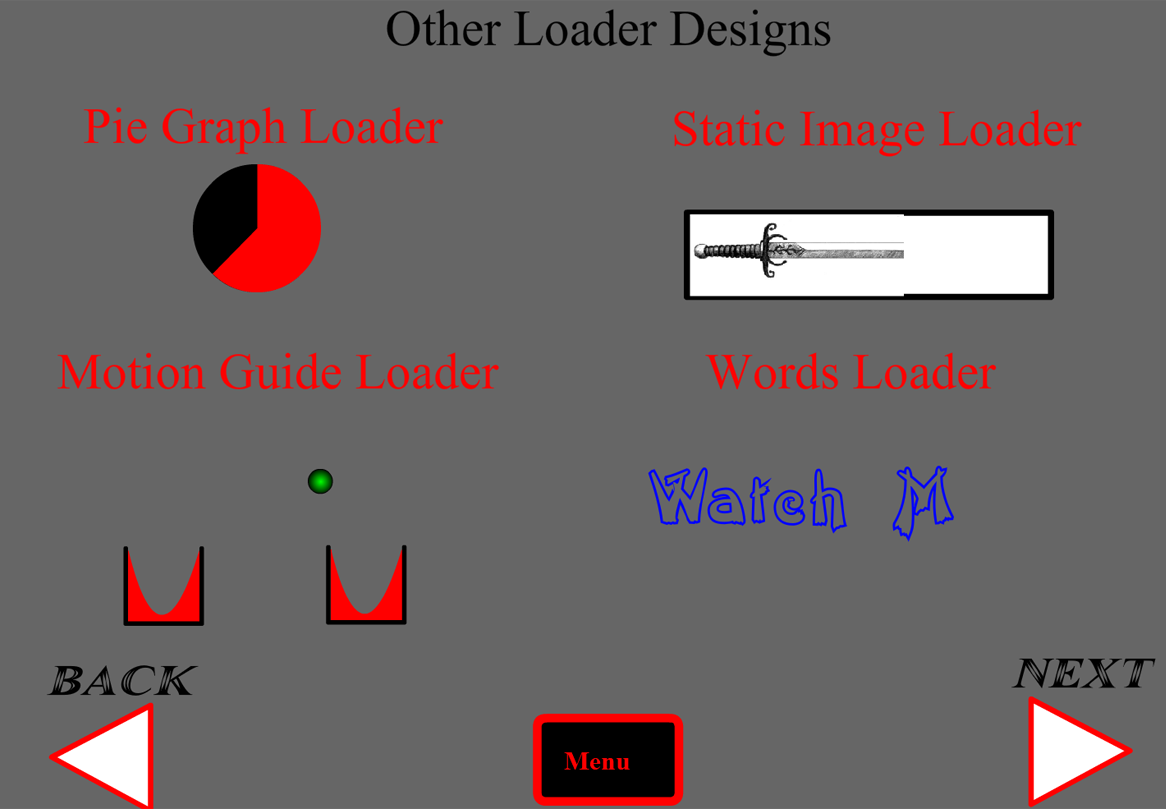 Other Loader Designs
Pie Graph Loader
Static Image Loader
Motion Guide Loader
Words Loader
Watch M
BACK
NEXT
Menu